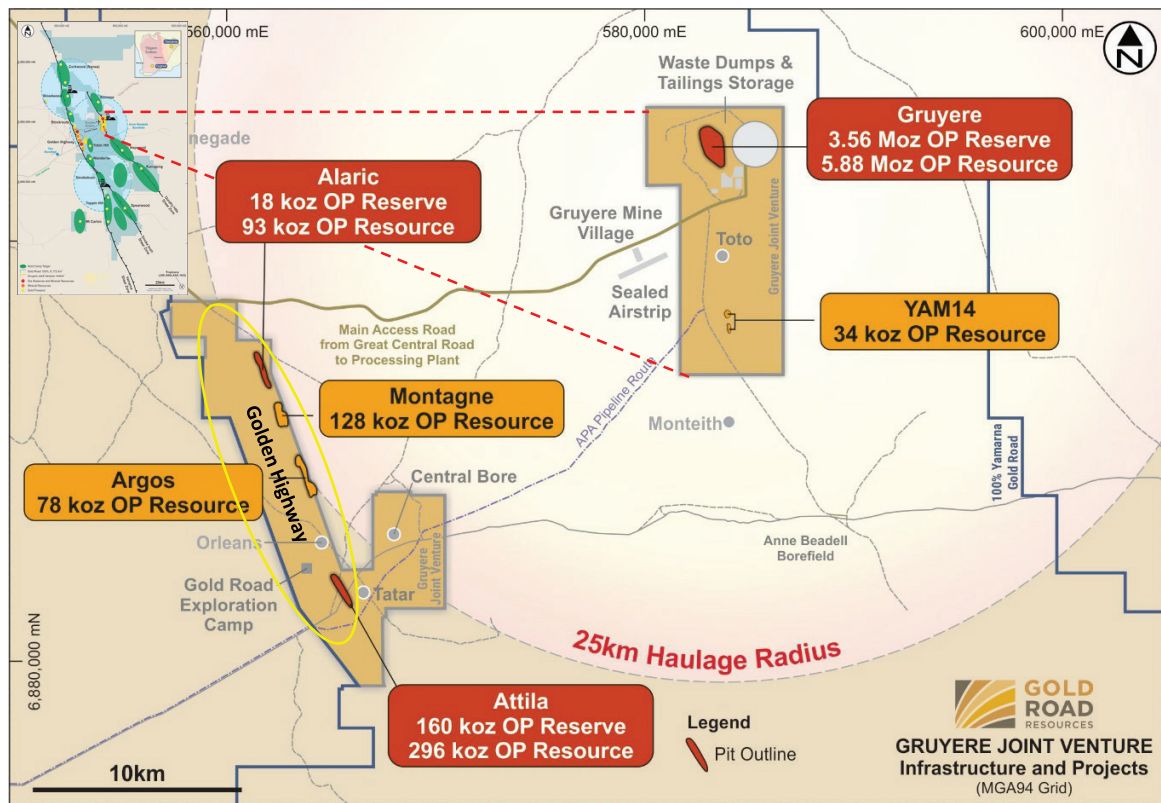 560,000 mE
580,000 mE
600,000 mE
N
Waste Dumps &
Tailings Storage
Gruyere
3.56 Moz OP Reserve
5.88 Moz OP Resource
negade
Alaric
18 koz OP Reserve
93 koz OP Resource
Gruyere Mine
Village
Toto
Gruyere Joint Venture
Sealed
Airstrip
YAM14
34 koz OP Resource
Main Access Road
from Great Central Road
to Processing Plant
APA Pipeline Route
Montagne
128 koz OP Resource
Monteith
Golden Highway
Argos
78 koz OP Resource
Central Bore
100% Yamarna
Gold Road
Orleans
Anne Beadell
Borefield
Gruyere
Joint Venture
Gold Road
Exploration
Camp
Tatar
25km Haulage Radius
6,880,000 mN
Attila
160 koz OP Reserve
296 koz OP Resource
Legend
Pit Outline
GOLD
ROAD
RESOURCES
GRUYERE JOINT VENTURE
Infrastructure and Projects
(MGA94 Grid)
10km